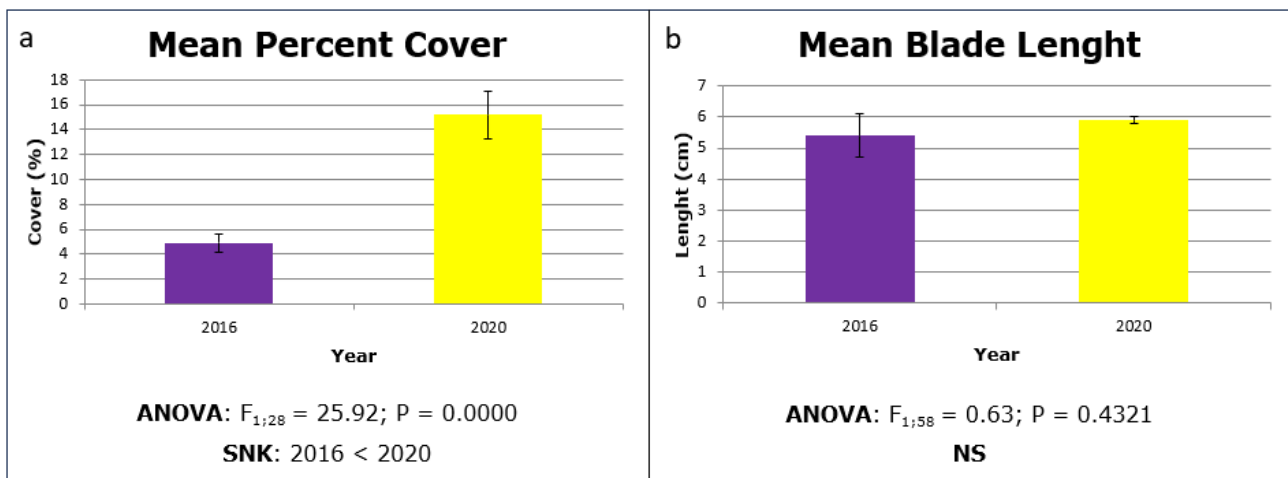 a
Mean Percent Cover
Cover (%)
18
16
14
12
10
8
6
4
2
0
2016 2020
Year
ANOVA: F1;28 = 25.92; P = 0.0000
SNK: 2016 < 2020
b
Mean Blade Lenght
Lenght (cm)
7
6
5
4
3
2
1
0
2016 2020
Year
ANOVA: F1;58 = 0.63; P = 0.4321
NS